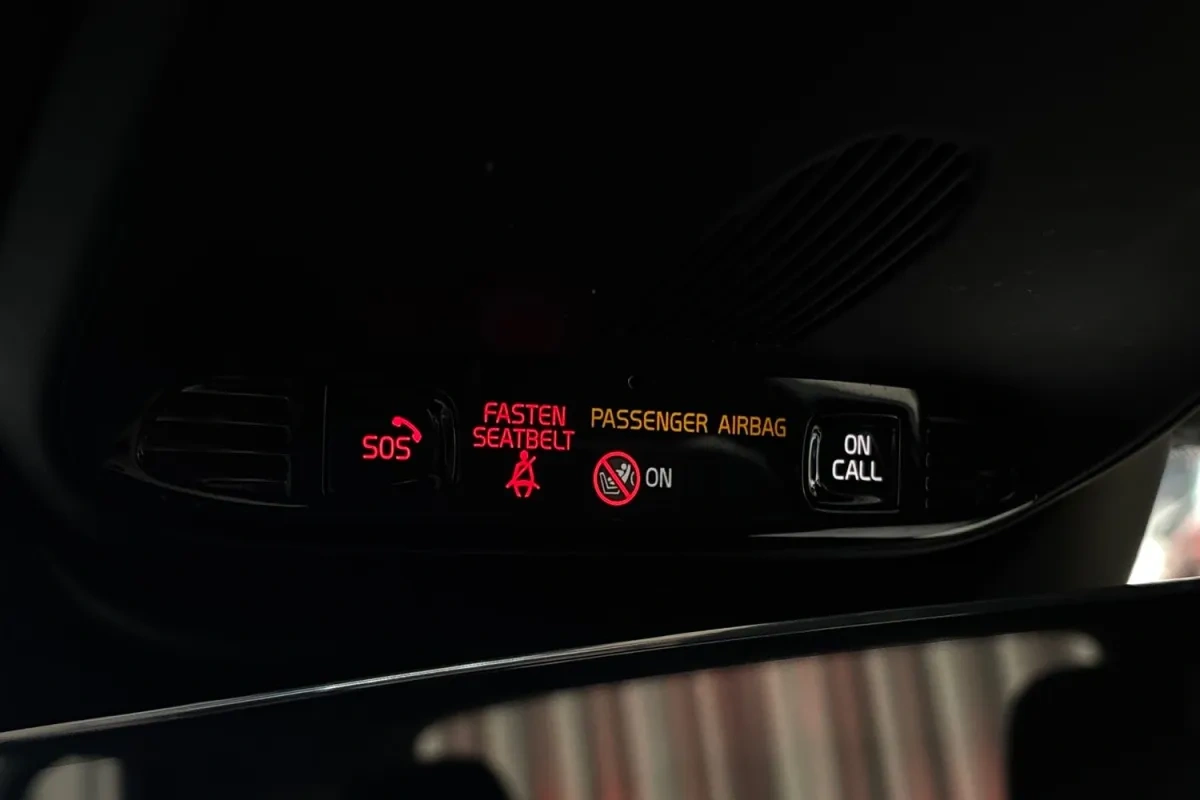 SOS
FASTEN
SEATBELT
PASSENGER AIRBAG
ON
ON
CALL